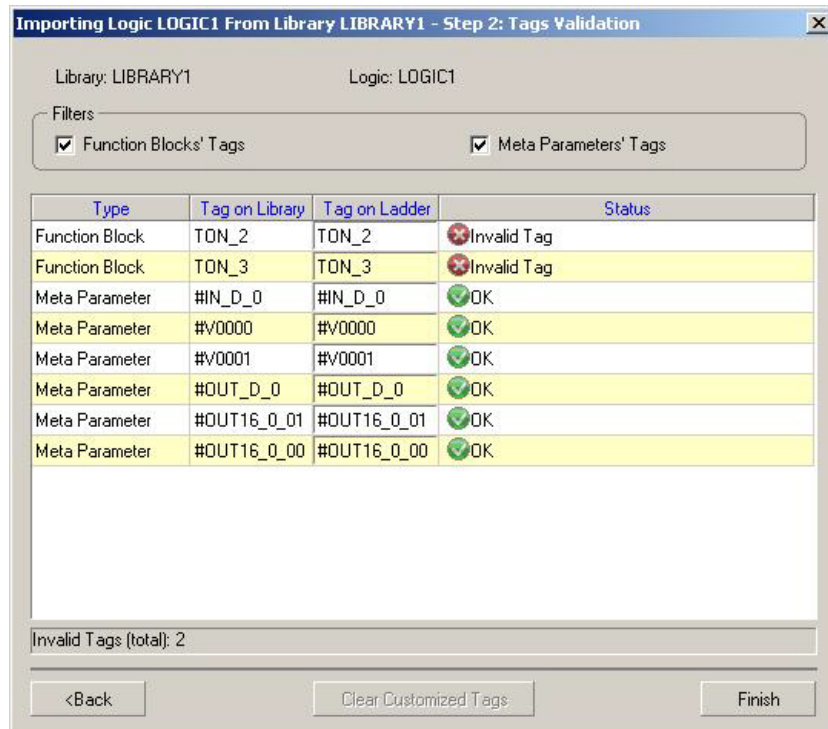 Importing Logic LOGIC1 From Library LIBRARY1 - Step 2: Tags Validation
Library: LIBRARY1 Logic: LOGIC1
Filters
Function Blocks' Tags Meta Parameters' Tags
Type Tag on Library Tag on Ladder Status
Function Block TON_2 TON_2 Invalid Tag
Function Block TON_3 TON_3 Invalid Tag
Meta Parameter #IN_D_0 #IN_D_0 OK
Meta Parameter #V0000 #V0000 OK
Meta Parameter #V0001 #V0001 OK
Meta Parameter #OUT_D_0 #OUT_D_0 OK
Meta Parameter #OUT16_0_01 #OUT16_0_01 OK
Meta Parameter #OUT16_0_00 #OUT16_0_00 OK
Invalid Tags (total): 2
<Back Clear Customized Tags Finish